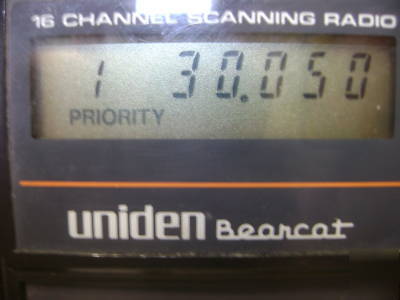 16 CHANNEL SCANNING RADIO
1 30.050
PRIORITY
uniden Bearcat